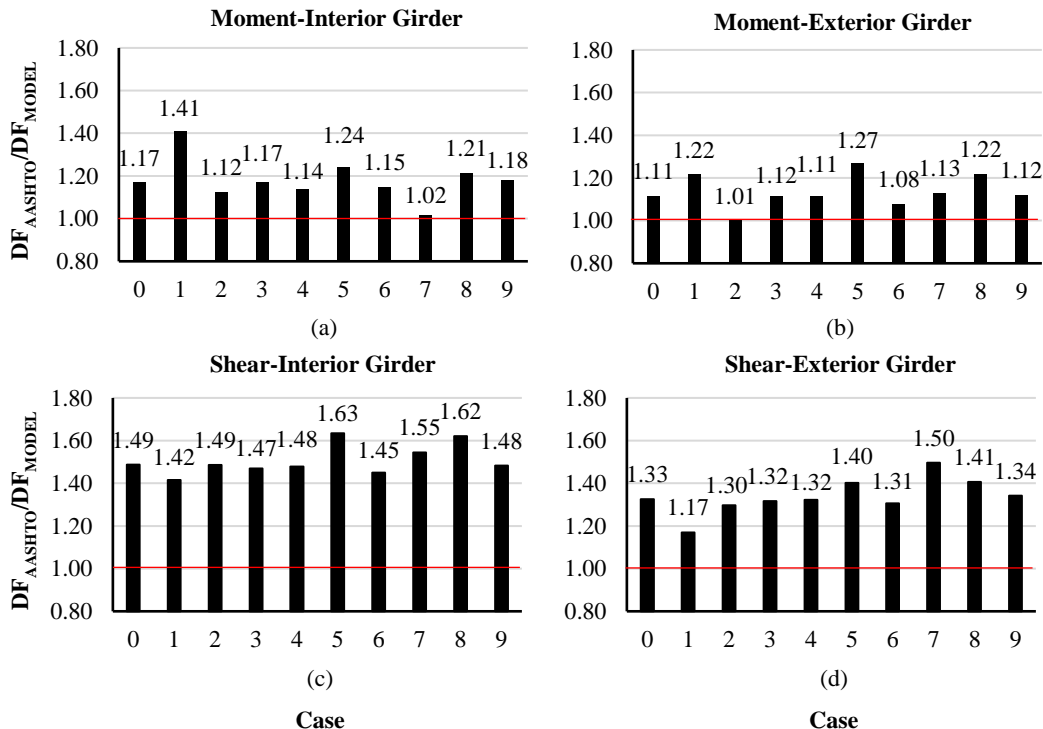 Moment-Interior Girder
DF_AASHTO/DF_MODEL
1.80
1.60
1.40
1.20
1.00
0.80
1.17 1.41 1.12 1.17 1.14 1.24 1.15 1.02 1.21 1.18
0 1 2 3 4 5 6 7 8 9
(a)
Moment-Exterior Girder
1.80
1.60
1.40
1.20
1.00
0.80
1.11 1.22 1.01 1.12 1.11 1.27 1.08 1.13 1.22 1.12
0 1 2 3 4 5 6 7 8 9
(b)
Shear-Interior Girder
DF_AASHTO/DF_MODEL
1.80
1.60
1.40
1.20
1.00
0.80
1.49 1.42 1.49 1.47 1.48 1.63 1.45 1.55 1.62 1.48
0 1 2 3 4 5 6 7 8 9
(c)
Case
Shear-Exterior Girder
1.80
1.60
1.40
1.20
1.00
0.80
1.33 1.17 1.30 1.32 1.32 1.40 1.31 1.50 1.41 1.34
0 1 2 3 4 5 6 7 8 9
(d)
Case